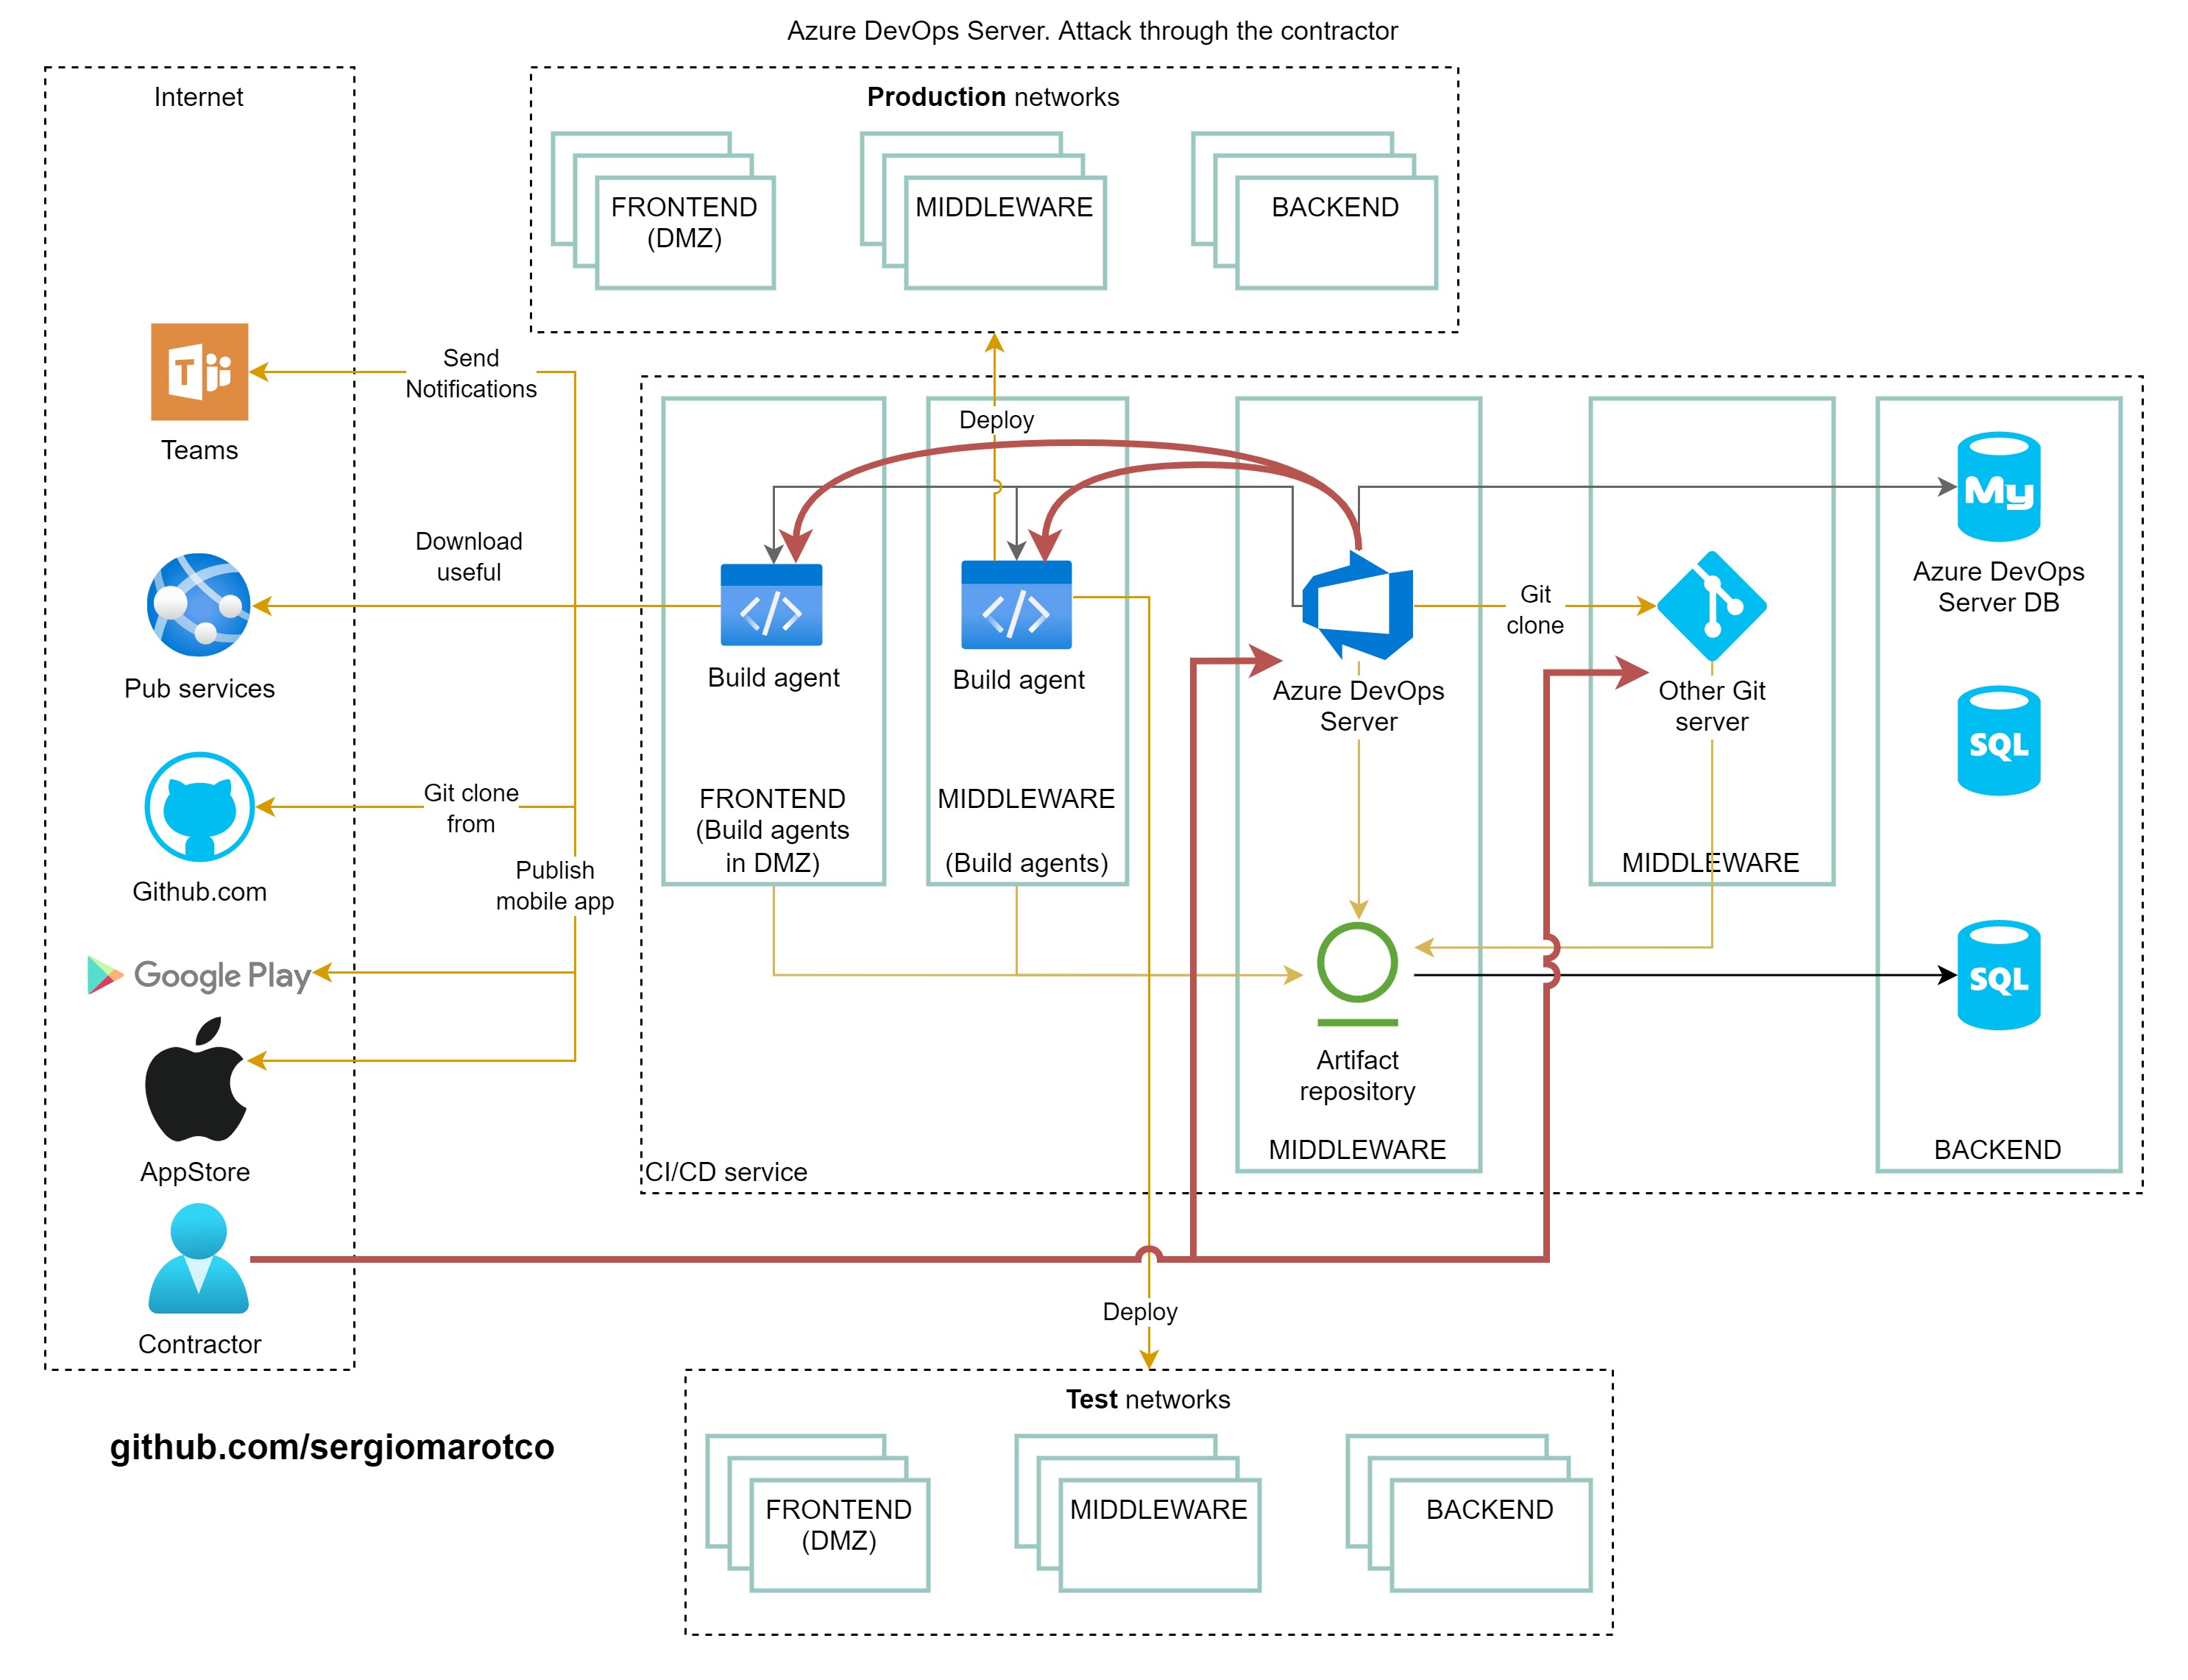 Azure DevOps Server. Attack through the contractor
Internet
Production networks
FRONTEND
(DMZ)
MIDDLEWARE
BACKEND
Teams
Send
Notifications
Pub services
Download
useful
Github.com
Git clone
from
Publish
mobile app
Google Play
AppStore
Contractor
Deploy
Build agent
FRONTEND
(Build agents
in DMZ)
Build agent
MIDDLEWARE
(Build agents)
Azure DevOps
Server
Git
clone
Artifact
repository
MIDDLEWARE
Other Git
server
MIDDLEWARE
My
Azure DevOps
Server DB
SQL
SQL
BACKEND
CI/CD service
Deploy
Test networks
FRONTEND
(DMZ)
MIDDLEWARE
BACKEND
github.com/sergiomarotco